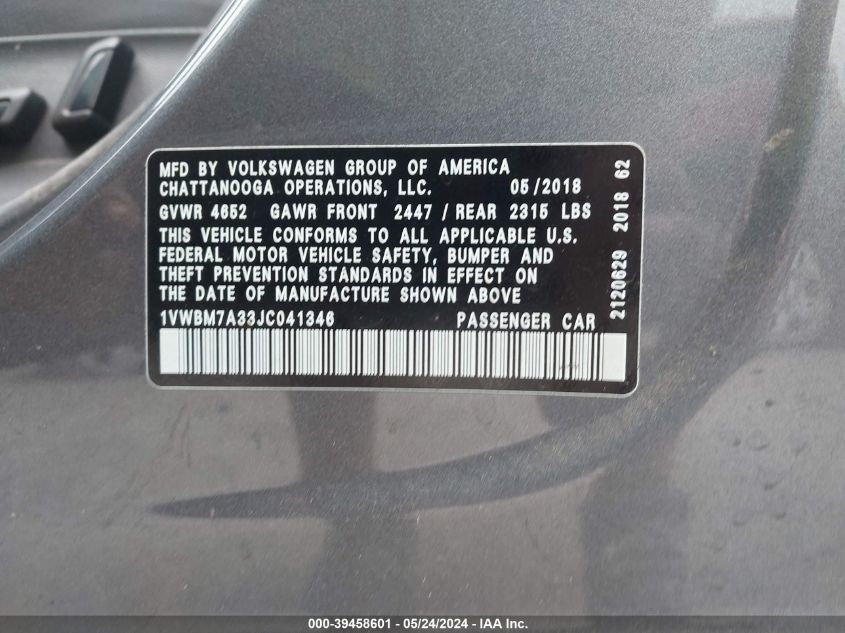 MFD BY VOLKSWAGEN GROUP OF AMERICA
CHATTANOOGA OPERATIONS, LLC. 05/2018
GVWR 4652 GAWR FRONT 2447 / REAR 2315 LBS
THIS VEHICLE CONFORMS TO ALL APPLICABLE U.S.
FEDERAL MOTOR VEHICLE SAFETY, BUMPER AND
THEFT PREVENTION STANDARDS IN EFFECT ON
THE DATE OF MANUFACTURE SHOWN ABOVE
1VWBM7A33JC041346 PASSENGER CAR
2120629 2018 62
000-39458601 - 05/24/2024 - IAA Inc.